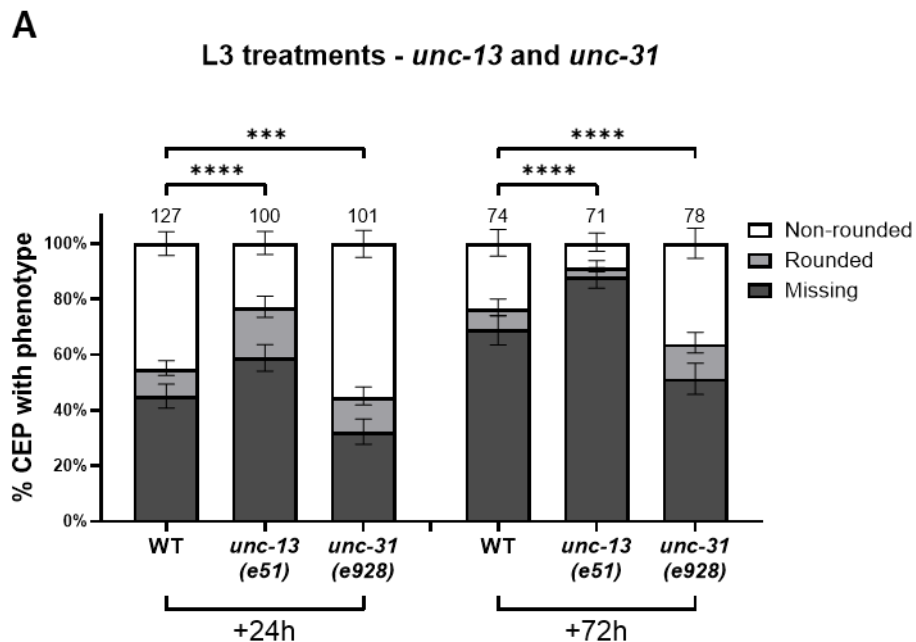 A
L3 treatments - unc-13 and unc-31
*** ****
**** ****
127 100 101 74 71 78
100%
80%
60%
40%
20%
0%
% CEP with phenotype
Non-rounded
Rounded
Missing
WT unc-13 unc-31 WT unc-13 unc-31
(e51) (e928) (e51) (e928)
+24h +72h